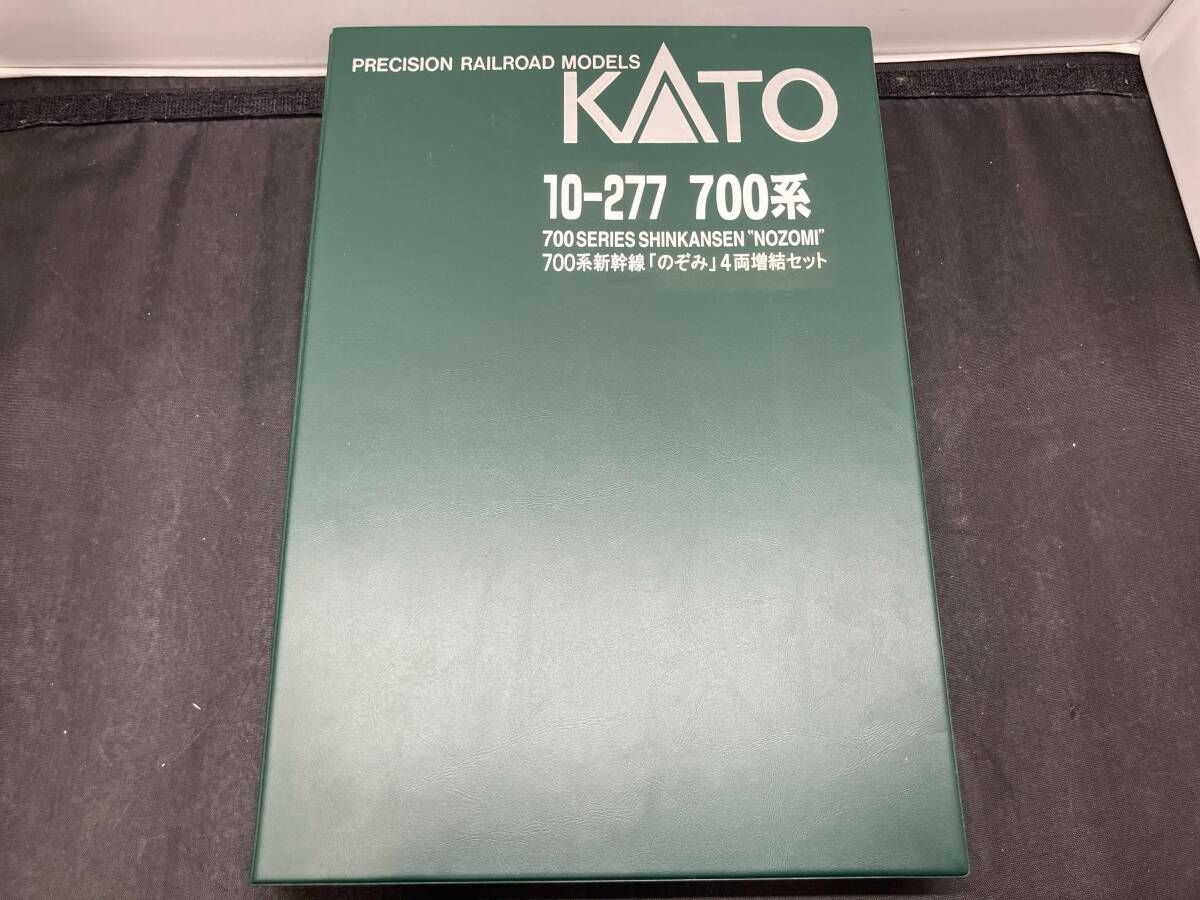 PRECISION RAILROAD MODELS
KATO
10-277 700系
700 SERIES SHINKANSEN "NOZOMI"
700系新幹線「のぞみ」4両増結セット